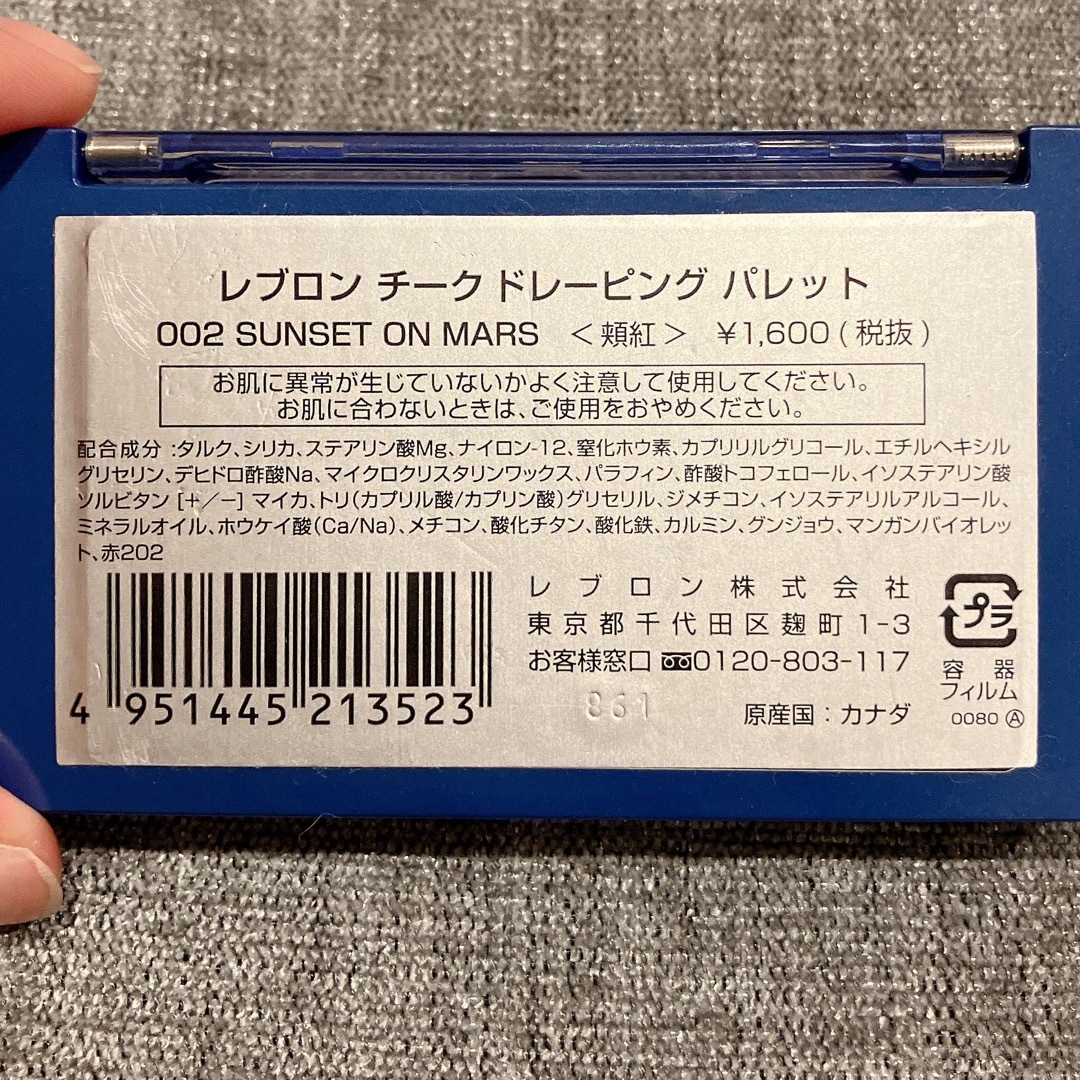 レブロン チーク ドレーピング パレット
002 SUNSET ON MARS ＜頬紅＞ ¥1,600(税抜)
お肌に異常が生じていないかよく注意して使用してください。
お肌に合わないときは、ご使用をおやめください。
配合成分:タルク、シリカ、ステアリン酸Mg、ナイロン-12、窒化ホウ素、カプリリルグリコール、エチルヘキシル
グリセリン、デヒドロ酢酸Na、マイクロクリスタリンワックス、パラフィン、酢酸トコフェロール、イソステアリン酸
ソルビタン [+/−] マイカ、トリ(カプリル酸/カプリン酸)グリセリル、ジメチコン、イソステアリルアルコール、
ミネラルオイル、ホウケイ酸(Ca/Na)、メチコン、酸化チタン、酸化鉄、カルミン、グンジョウ、マンガンバイオレッ
ト、赤202
レブロン株式会社
東京都千代田区麹町1-3
お客様窓口 0120-803-117
原産国:カナダ
プラ
容器
フィルム
0080 Ⓐ
4 951445 213523
861